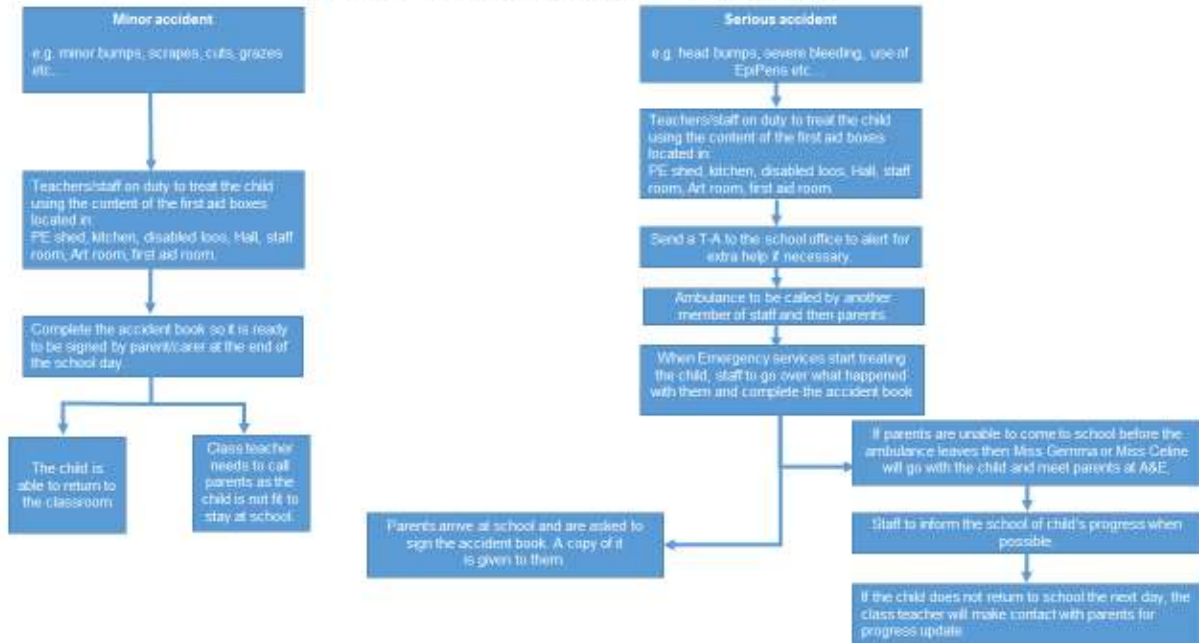 Minor accident
e.g. minor bumps, scrapes, cuts, grazes
etc...
Teachers/staff on duty to treat the child
using the content of the first aid boxes
located in:
PE shed, kitchen, disabled loos, Hall, staff
room, Art room, first aid room.
Complete the accident book so it is ready
to be signed by parent/carer at the end of
the school day.
The child is
able to return to
the classroom
Class teacher
needs to call
parents as the
child is not fit to
stay at school.
Serious accident
e.g. head bumps, severe bleeding, use of
EpiPens etc...
Teachers/staff on duty to treat the child
using the content of the first aid boxes
located in:
PE shed, kitchen, disabled loos, Hall, staff
room, Art room, first aid room.
Send a T-A to the school office to alert for
extra help if necessary.
Ambulance to be called by another
member of staff and then parents
When Emergency services start treating
the child, staff to go over what happened
with them and complete the accident book
Parents arrive at school and are asked to
sign the accident book. A copy of it
is given to them
If parents are unable to come to school before the
ambulance leaves then Miss Gemma or Miss Celine
will go with the child and meet parents at A&E.
Staff to inform the school of child's progress when
possible
If the child does not return to school the next day, the
class teacher will make contact with parents for
progress update